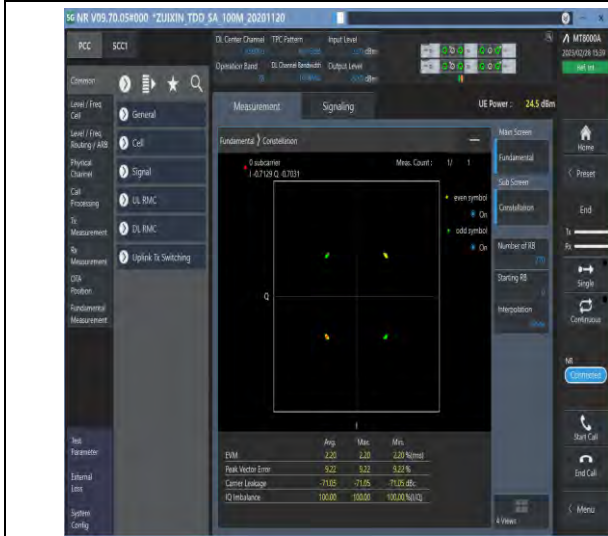 5G NR V09.70.05#000 *ZUIXIN_TDD_SA_100M_20201120
PCC
SCC1
DL Center Channel
TPC Pattern
Input Level
Operation Band
DL Channel Bandwidth
Output Level
MT8000A
Common
Level / Freq
Cell
Level / Freq
Routing / ARB
Physical
Channel
Call
Processing
Tx
Measurement
Rx
Measurement
OTA
Position
Fundamental
Measurement
Test
Parameter
External
Loss
System
Config
General
Cell
Signal
UL RMC
DL RMC
Uplink Tx Switching
Measurement
Signaling
UE Power : 24.5 dBm
Fundamental Constellation
0 subcarrier
I -0.7129 Q -0.7031
Meas. Count : 1/ 1
even symbol
On
odd symbol
On
Q
I
Avg. Max. Min.
EVM 2.20 2.20 2.20 %(rms)
Peak Vector Error 9.22 9.22 9.22 %
Carrier Leakage -71.05 -71.05 -71.05 dBc
IQ Imbalance 100.00 100.00 100.00 %(I/Q)
Main Screen
Fundamental
Sub Screen
Constellation
Number of RB
270
Starting RB
0
Interpolation
4 Views
Home
Preset
End
Tx
Rx
Single
Continuous
NR
Connected
Start Call
End Call
Menu